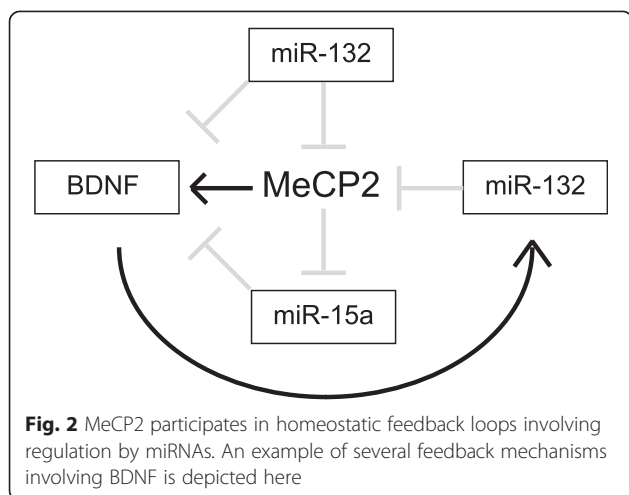 miR-132
BDNF
MeCP2
miR-132
miR-15a
Fig. 2 MeCP2 participates in homeostatic feedback loops involving
regulation by miRNAs. An example of several feedback mechanisms
involving BDNF is depicted here